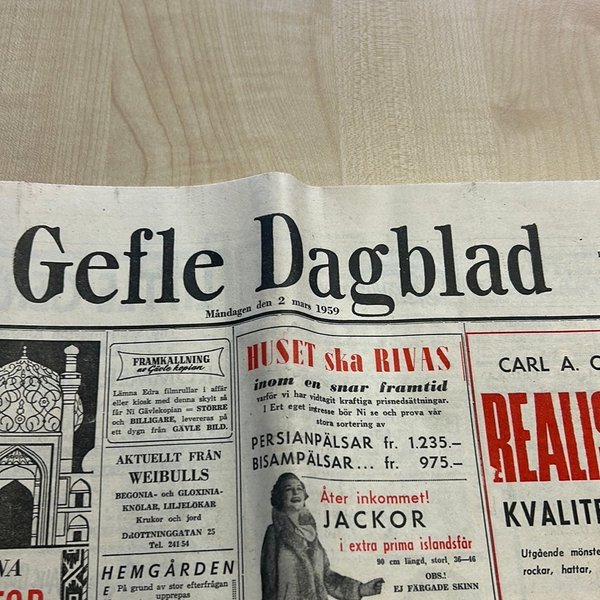 Gefle Dagblad
Måndagen den 2 mars 1959
FRAMKALLNING
av Gävle kopian
Lämna Edra filmrullar i affär
eller kiosk med denna skylt så
får Ni Gävlekopian = STÖRRE
och BILLIGARE, levereras på
ett dygn från GÄVLE BILD.
AKTUELLT FRÅN
WEIBULLS
BEGONIA- och GLOXINIA-
KNÖLAR, LILJELÖKAR
Krukor och jord
DROTTNINGGATAN 25
Tel. 241 54
HEMGÅRDEN
På grund av stor efterfrågan
upprepas
HUSET ska RIVAS
inom en snar framtid
varför vi har vidtagit kraftiga prisnedsättningar.
I Ert eget intresse bör Ni se och pröva vår
stora sortering av
PERSIANPÄLSAR fr. 1.235.–
BISAMPÄLSAR... fr. 975.–
Åter inkommet!
JACKOR
i extra prima islandsfår
90 cm längd, storl. 36—46
OBS.!
EJ FÄRGADE SKINN
CARL A.
REALIS
KVALITE
Utgående mönste
rockar, hattar,